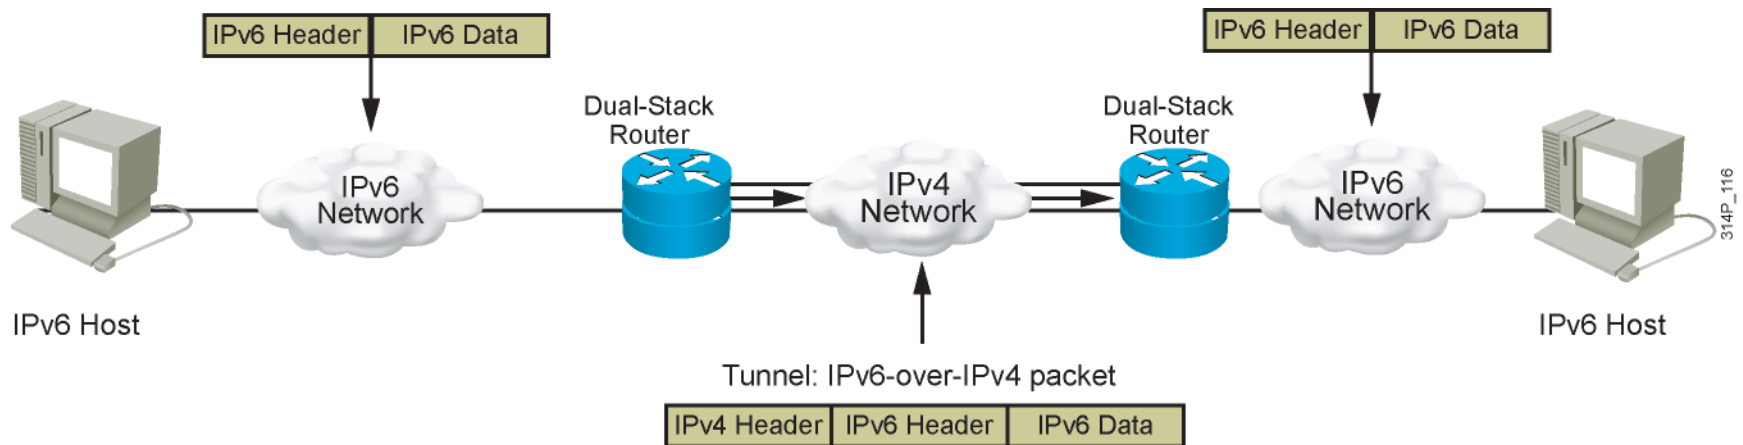 IPv6 Header IPv6 Data
IPv6 Header IPv6 Data
Dual-Stack
Router
Dual-Stack
Router
IPv6
Network
IPv4
Network
IPv6
Network
314P_116
IPv6 Host
IPv6 Host
Tunnel: IPv6-over-IPv4 packet
IPv4 Header IPv6 Header IPv6 Data